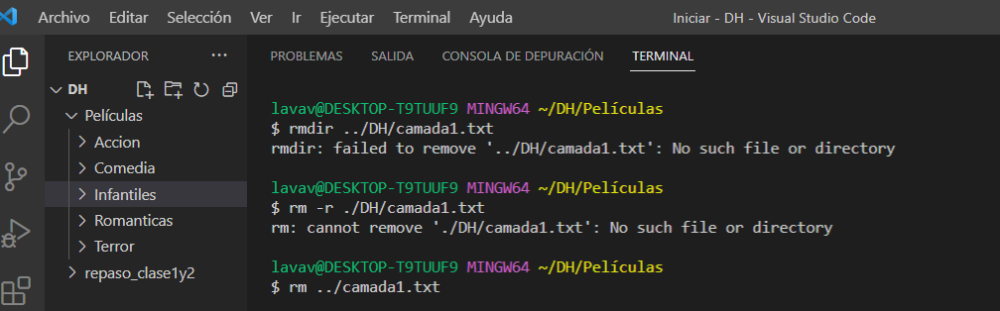 Archivo Editar Selección Ver Ir Ejecutar Terminal Ayuda Iniciar - DH - Visual Studio Code
EXPLORADOR ...
DH
Películas
Accion
Comedia
Infantiles
Romanticas
Terror
repaso_clase1y2
PROBLEMAS SALIDA CONSOLA DE DEPURACIÓN TERMINAL
lavav@DESKTOP-T9TUUF9 MINGW64 ~/DH/Películas
$ rmdir ../DH/camada1.txt
rmdir: failed to remove '../DH/camada1.txt': No such file or directory
lavav@DESKTOP-T9TUUF9 MINGW64 ~/DH/Películas
$ rm -r ./DH/camada1.txt
rm: cannot remove './DH/camada1.txt': No such file or directory
lavav@DESKTOP-T9TUUF9 MINGW64 ~/DH/Películas
$ rm ../camada1.txt